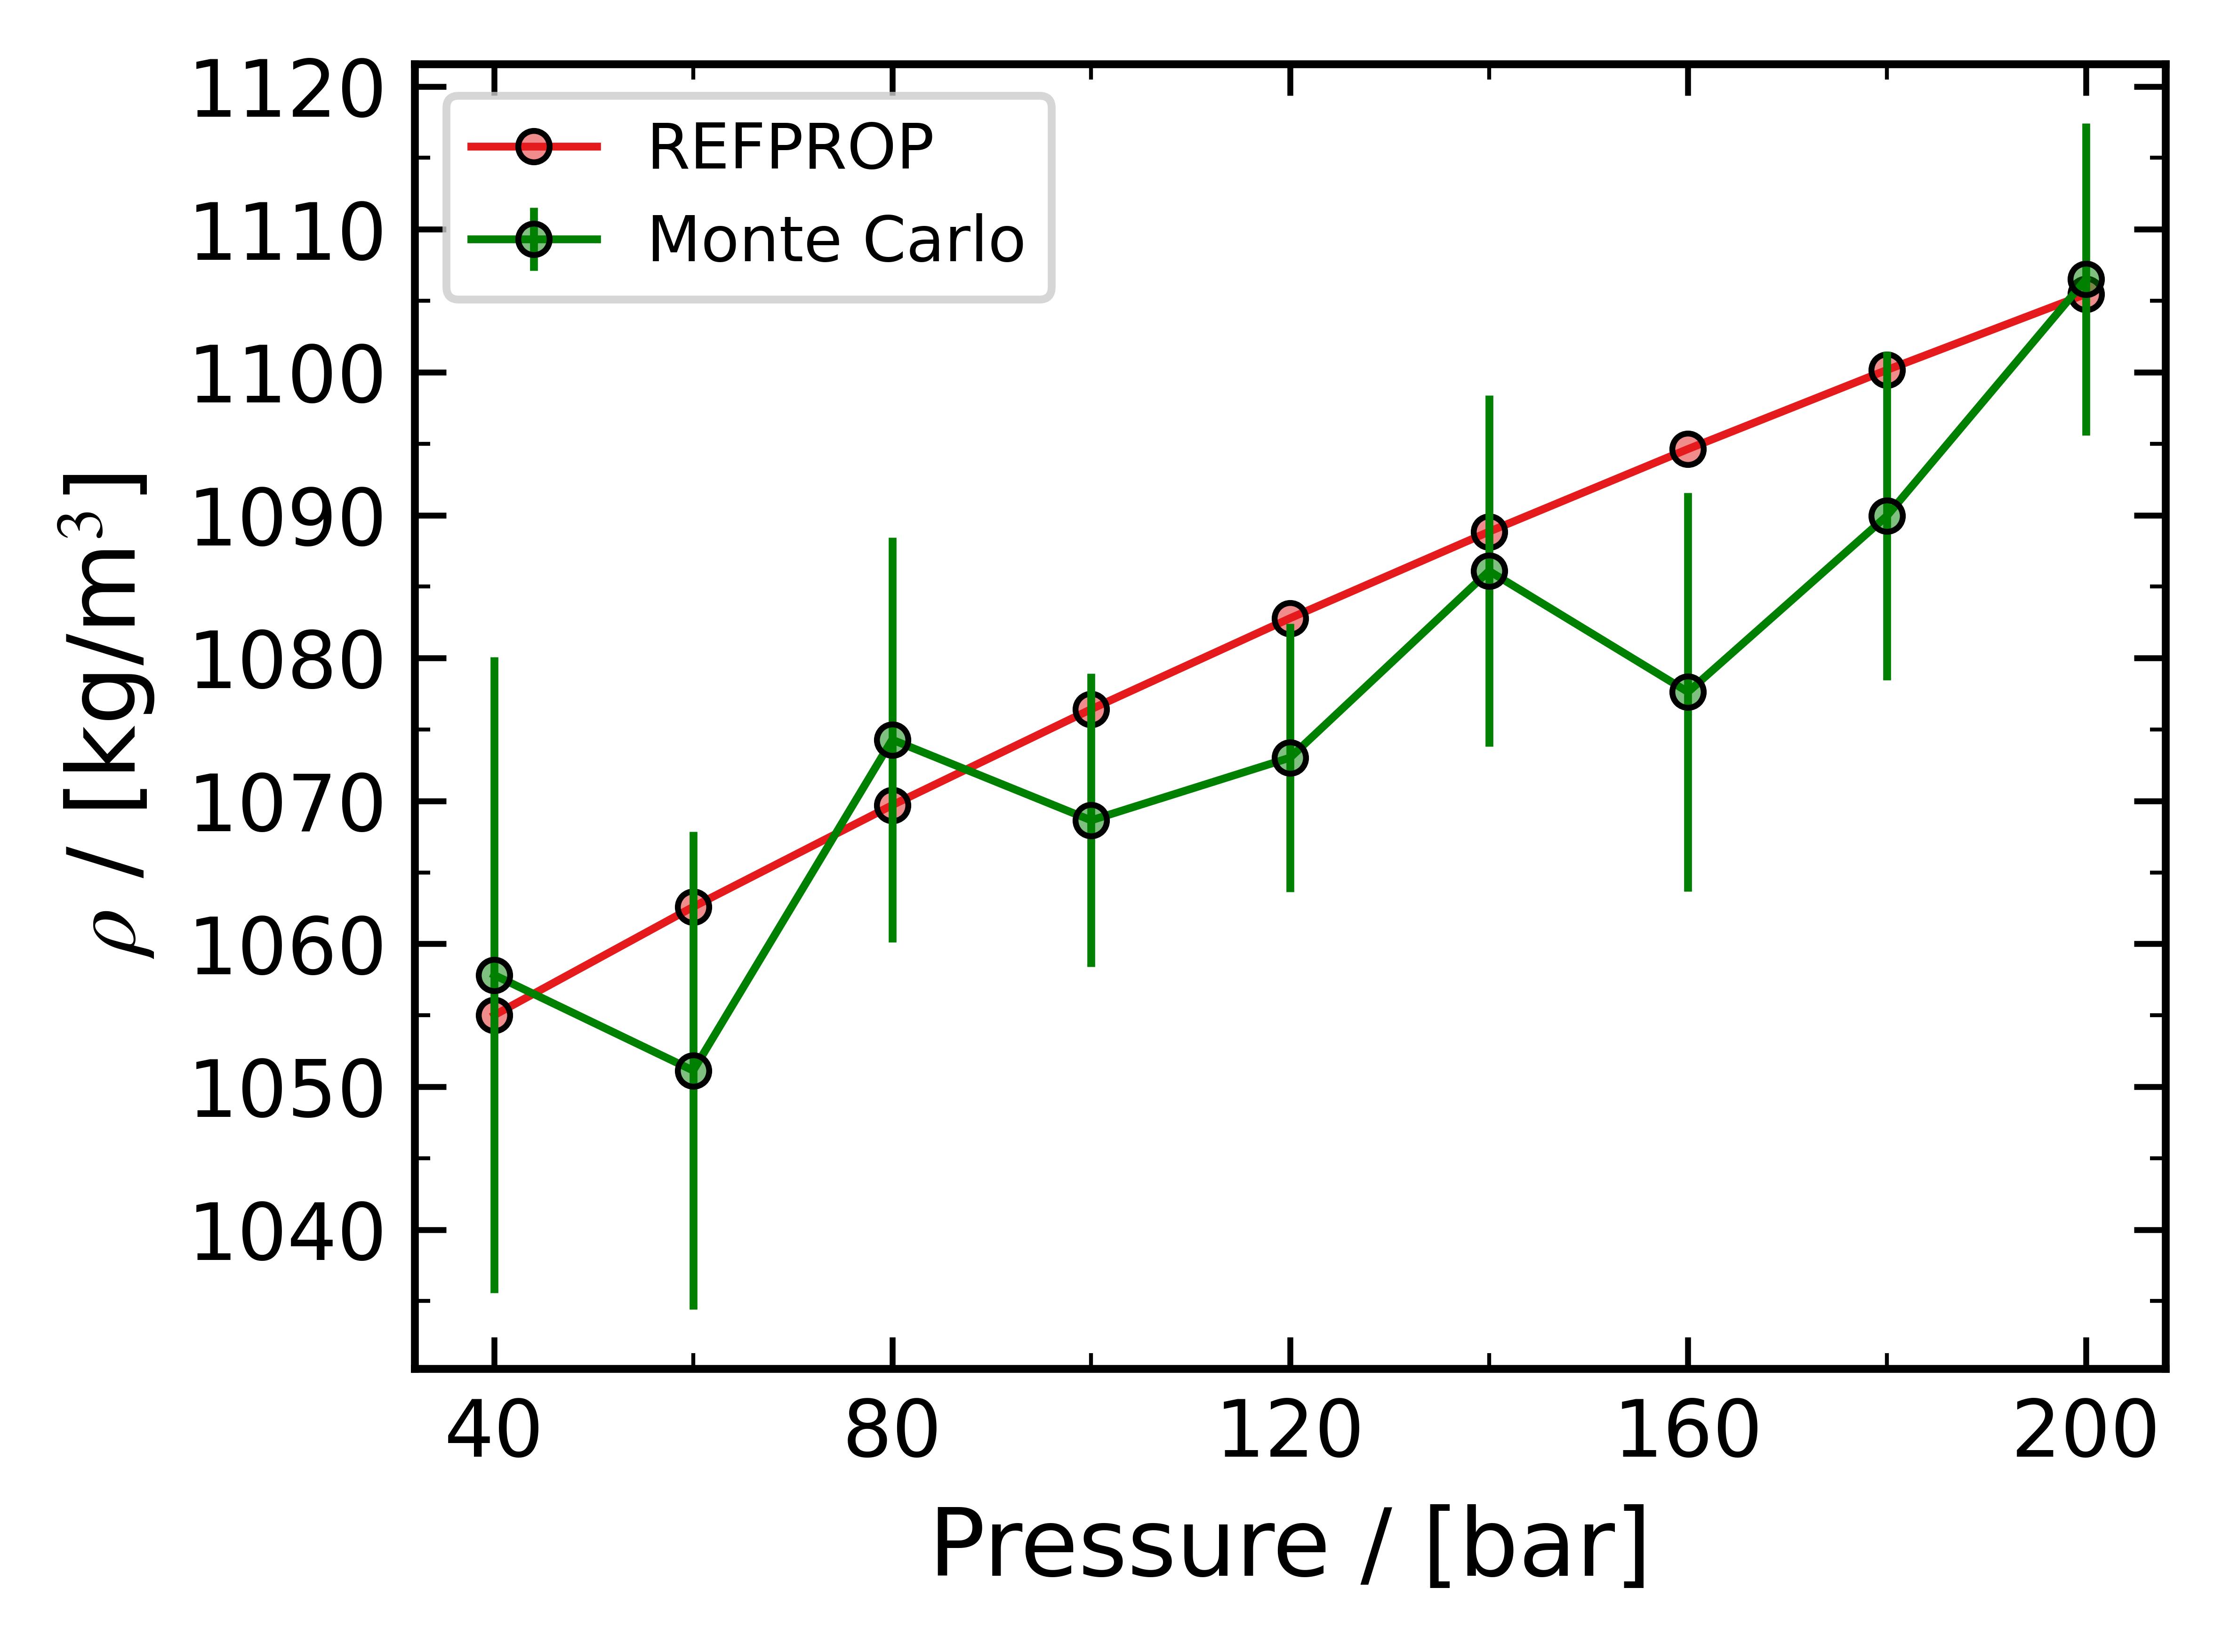 1120
1110
1100
1090
1080
1070
1060
1050
1040
REFPROP
Monte Carlo
ρ / [kg/m³]
40 80 120 160 200
Pressure / [bar]